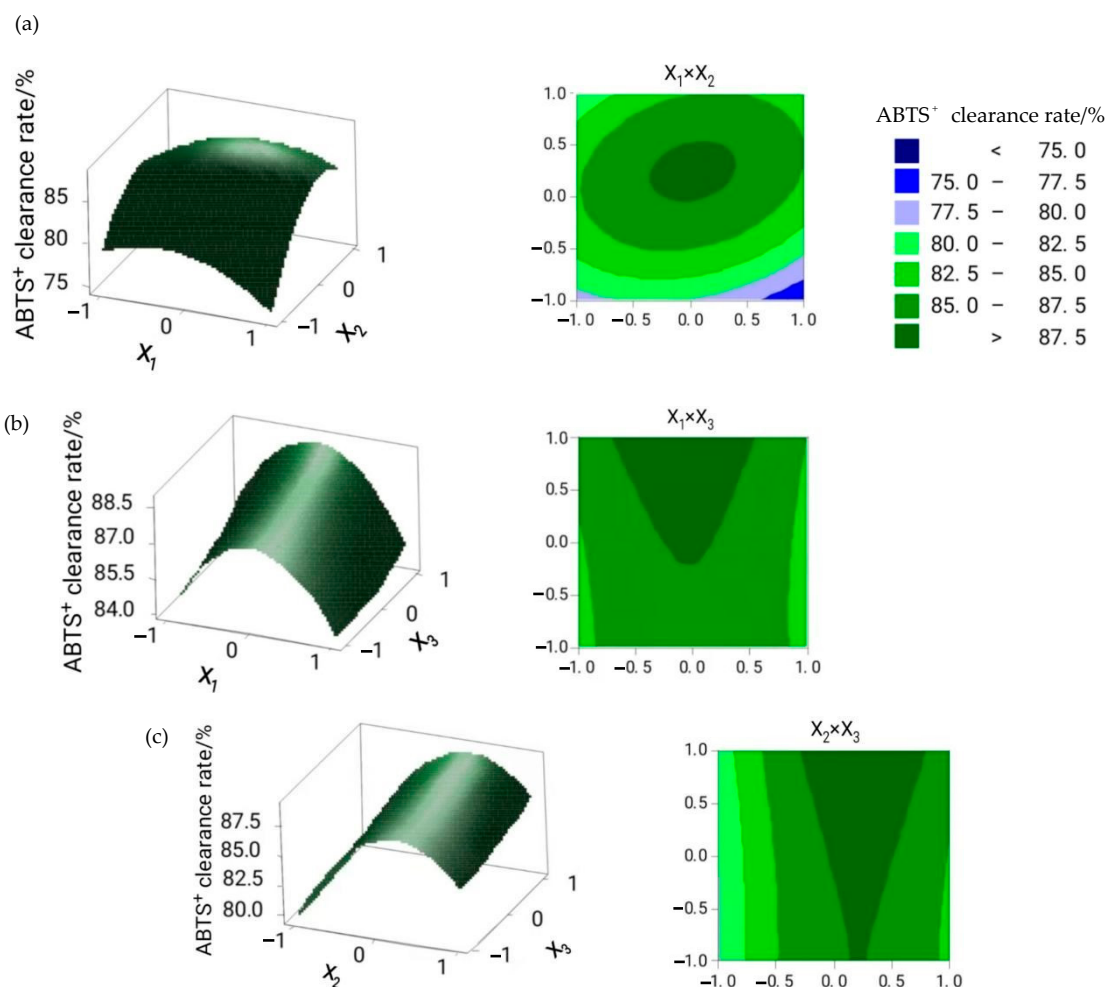 (a)
ABTS⁺ clearance rate/%
85
80
75
−1
0
1
X₁
−1
0
1
X₂
X₁×X₂
1.0
0.5
0.0
−0.5
−1.0
−1.0 −0.5 0.0 0.5 1.0
ABTS⁺ clearance rate/%
< 75.0
75.0 – 77.5
77.5 – 80.0
80.0 – 82.5
82.5 – 85.0
85.0 – 87.5
> 87.5
(b)
ABTS⁺ clearance rate/%
88.5
87.0
85.5
84.0
−1
0
1
X₁
−1
0
1
X₃
X₁×X₃
1.0
0.5
0.0
−0.5
−1.0
−1.0 −0.5 0.0 0.5 1.0
(c)
ABTS⁺ clearance rate/%
87.5
85.0
82.5
80.0
−1
0
1
X₂
−1
0
1
X₃
X₂×X₃
1.0
0.5
0.0
−0.5
−1.0
−1.0 −0.5 0.0 0.5 1.0